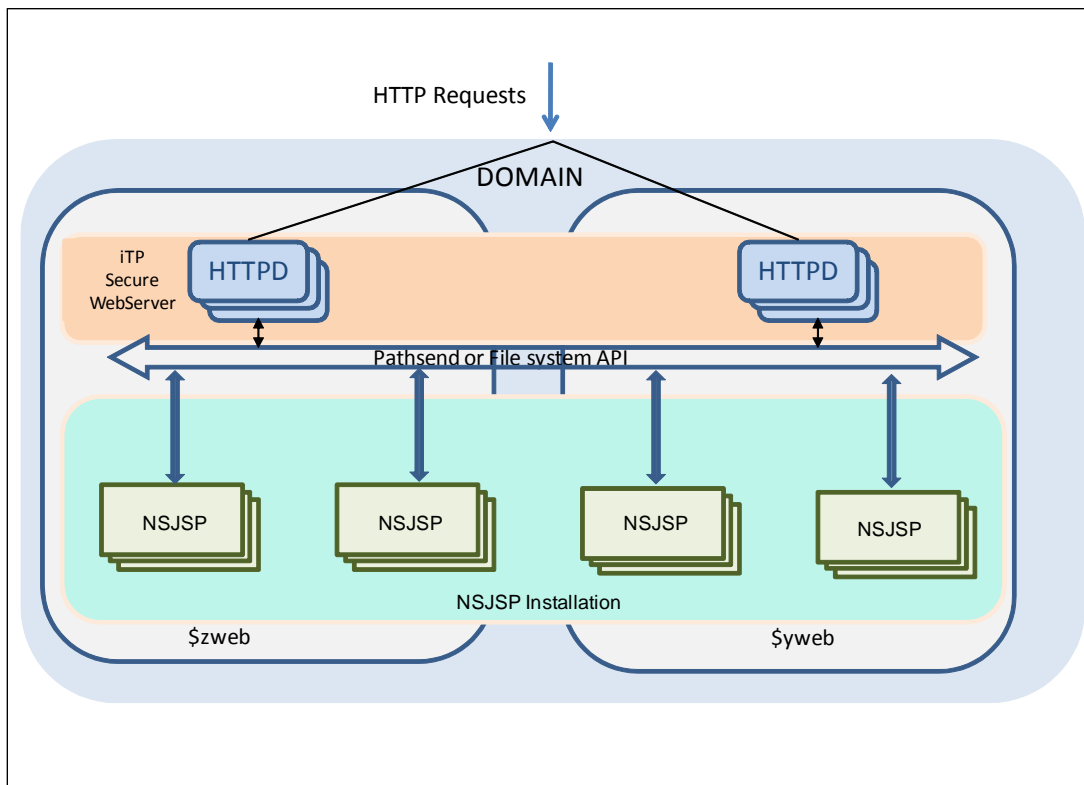 HTTP Requests
DOMAIN
iTP
Secure
WebServer
HTTPD
HTTPD
Pathsend or File system API
NSJSP
NSJSP
NSJSP
NSJSP
NSJSP Installation
$zweb
$yweb